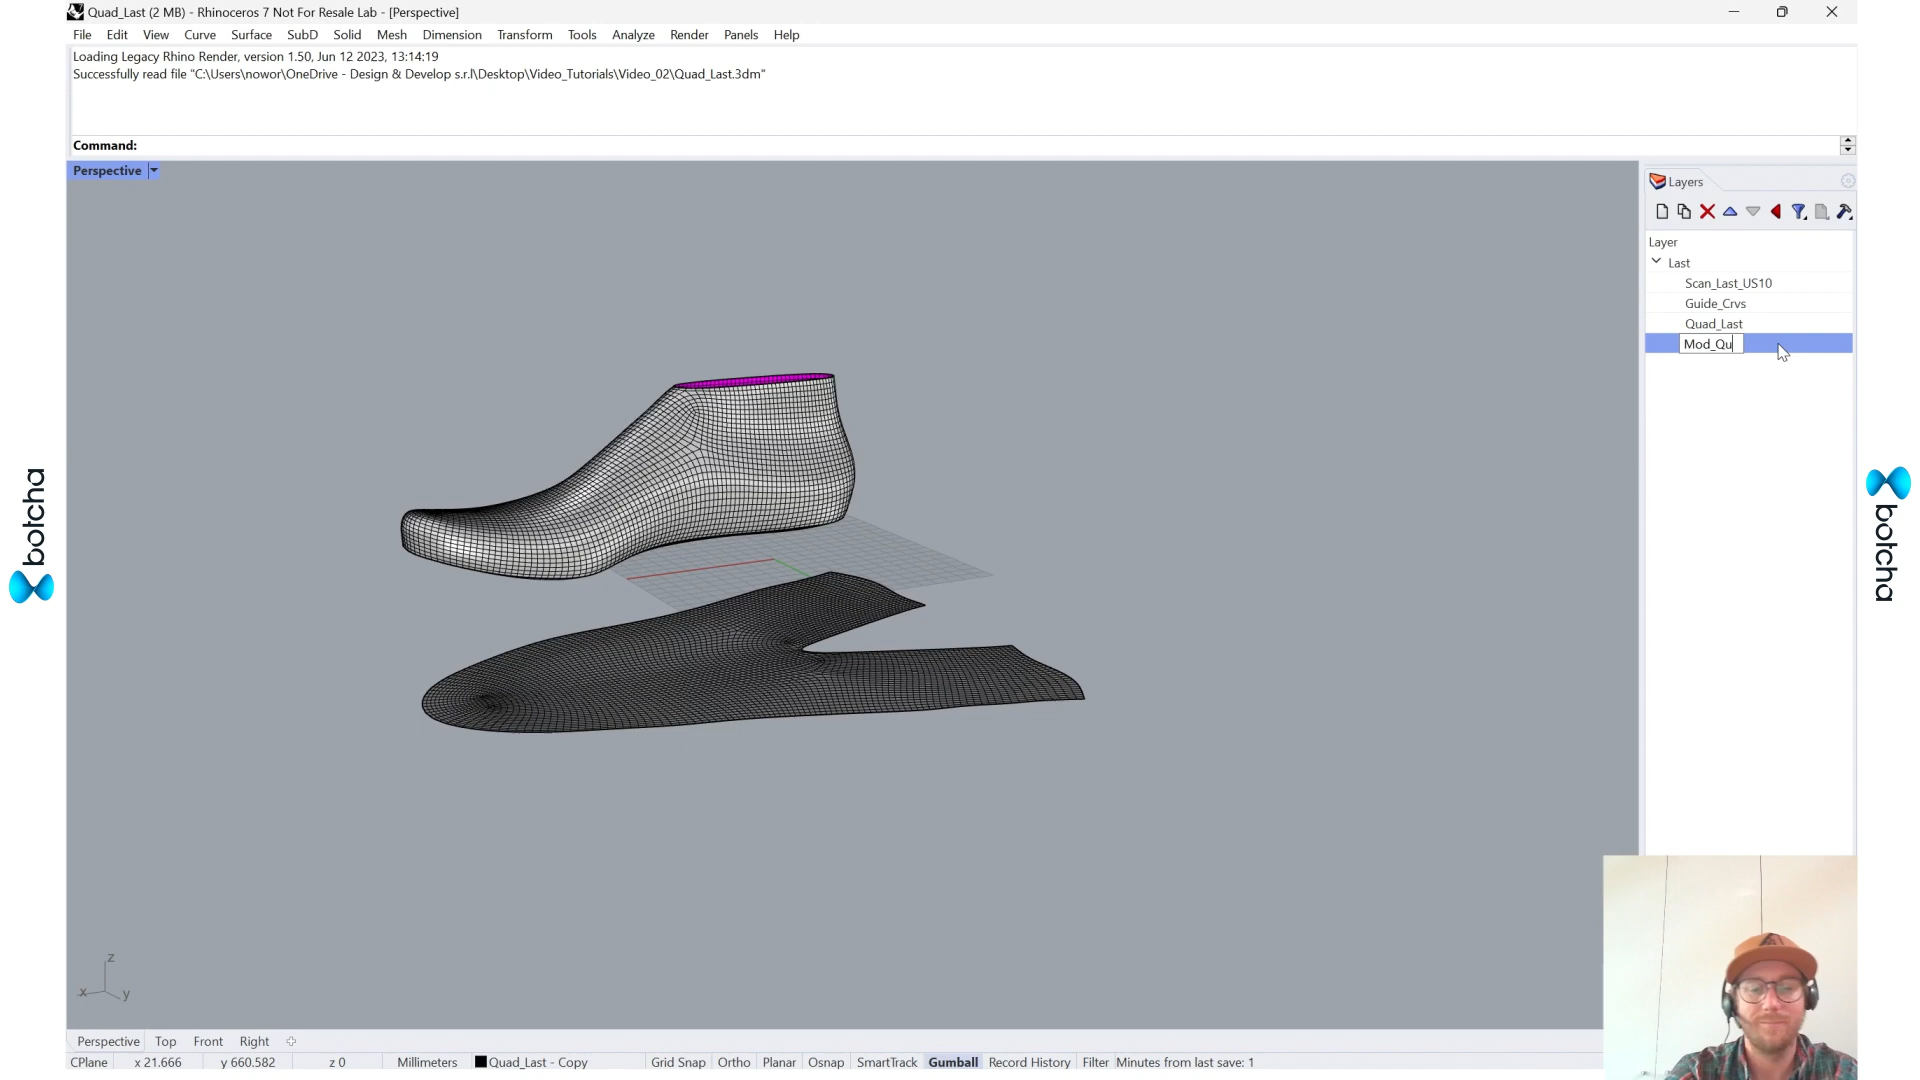 Quad_Last (2 MB) - Rhinoceros 7 Not For Resale Lab - [Perspective]
File Edit View Curve Surface SubD Solid Mesh Dimension Transform Tools Analyze Render Panels Help
Loading Legacy Rhino Render, version 1.50, Jun 12 2023, 13:14:19
Successfully read file "C:\Users\nowor\OneDrive - Design & Develop s.r.l\Desktop\Video_Tutorials\Video_02\Quad_Last.3dm"
Command:
Perspective
Layers
Layer
Last
Scan_Last_US10
Guide_Crvs
Quad_Last
Mod_Qu
botcha
botcha
z
x
y
Perspective Top Front Right
CPlane x 21.666 y 660.582 z 0 Millimeters Quad_Last - Copy Grid Snap Ortho Planar Osnap SmartTrack Gumball Record History Filter Minutes from last save: 1